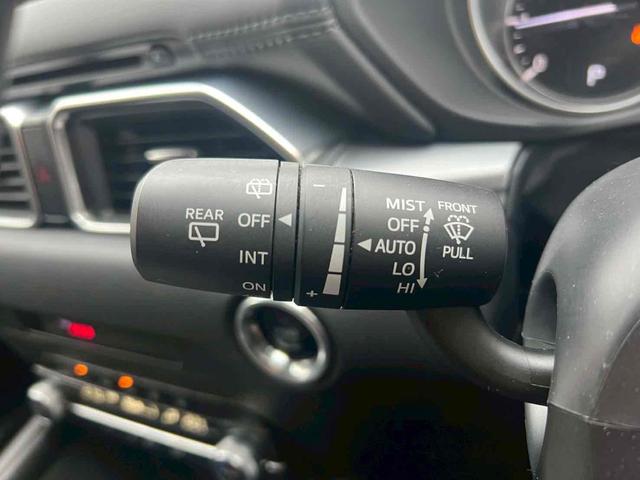 REAR
OFF
INT
ON
−
+
MIST
OFF
AUTO
LO
HI
FRONT
PULL
P